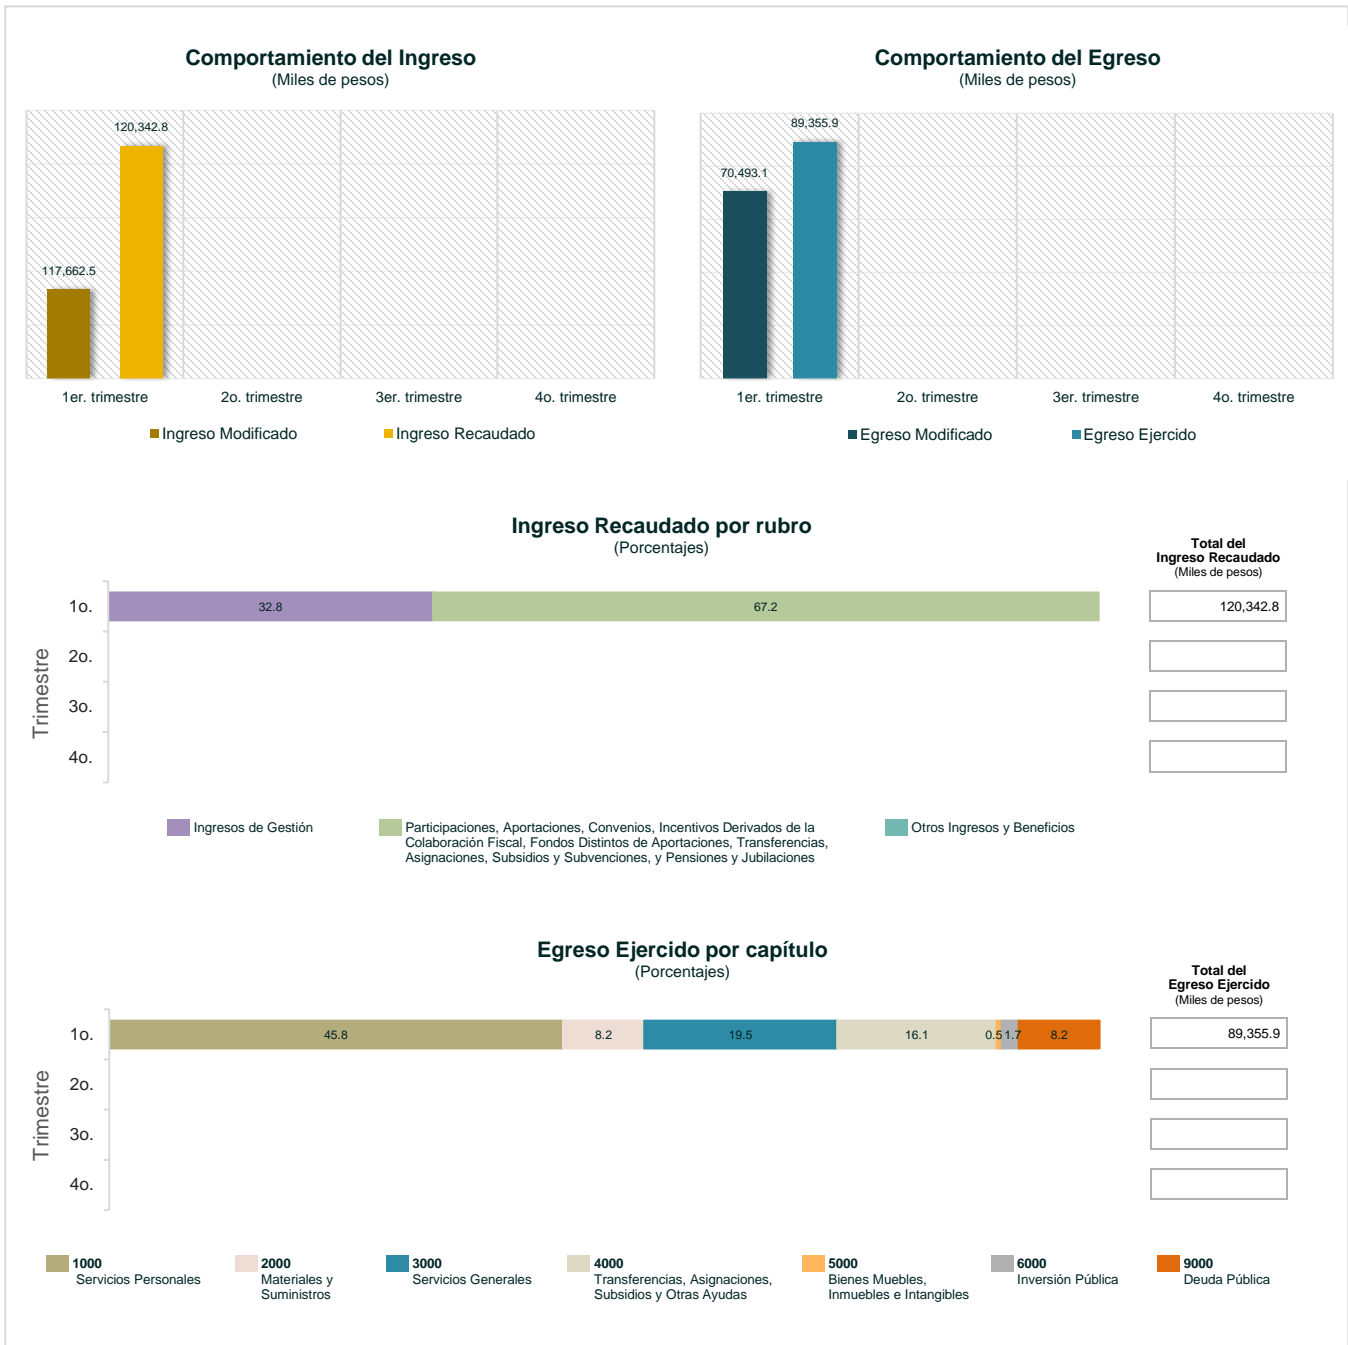 Comportamiento del Ingreso
(Miles de pesos)
120,342.8
117,662.5
1er. trimestre
2o. trimestre
3er. trimestre
4o. trimestre
Ingreso Modificado
Ingreso Recaudado
Comportamiento del Egreso
(Miles de pesos)
89,355.9
70,493.1
1er. trimestre
2o. trimestre
3er. trimestre
4o. trimestre
Egreso Modificado
Egreso Ejercido
Ingreso Recaudado por rubro
(Porcentajes)
Total del
Ingreso Recaudado
(Miles de pesos)
Trimestre
1o.
32.8
67.2
120,342.8
2o.
3o.
4o.
Ingresos de Gestión
Participaciones, Aportaciones, Convenios, Incentivos Derivados de la
Colaboración Fiscal, Fondos Distintos de Aportaciones, Transferencias,
Asignaciones, Subsidios y Subvenciones, y Pensiones y Jubilaciones
Otros Ingresos y Beneficios
Egreso Ejercido por capítulo
(Porcentajes)
Total del
Egreso Ejercido
(Miles de pesos)
Trimestre
1o.
45.8
8.2
19.5
16.1
0.5
1.7
8.2
89,355.9
2o.
3o.
4o.
1000
Servicios Personales
2000
Materiales y
Suministros
3000
Servicios Generales
4000
Transferencias, Asignaciones,
Subsidios y Otras Ayudas
5000
Bienes Muebles,
Inmuebles e Intangibles
6000
Inversión Pública
9000
Deuda Pública